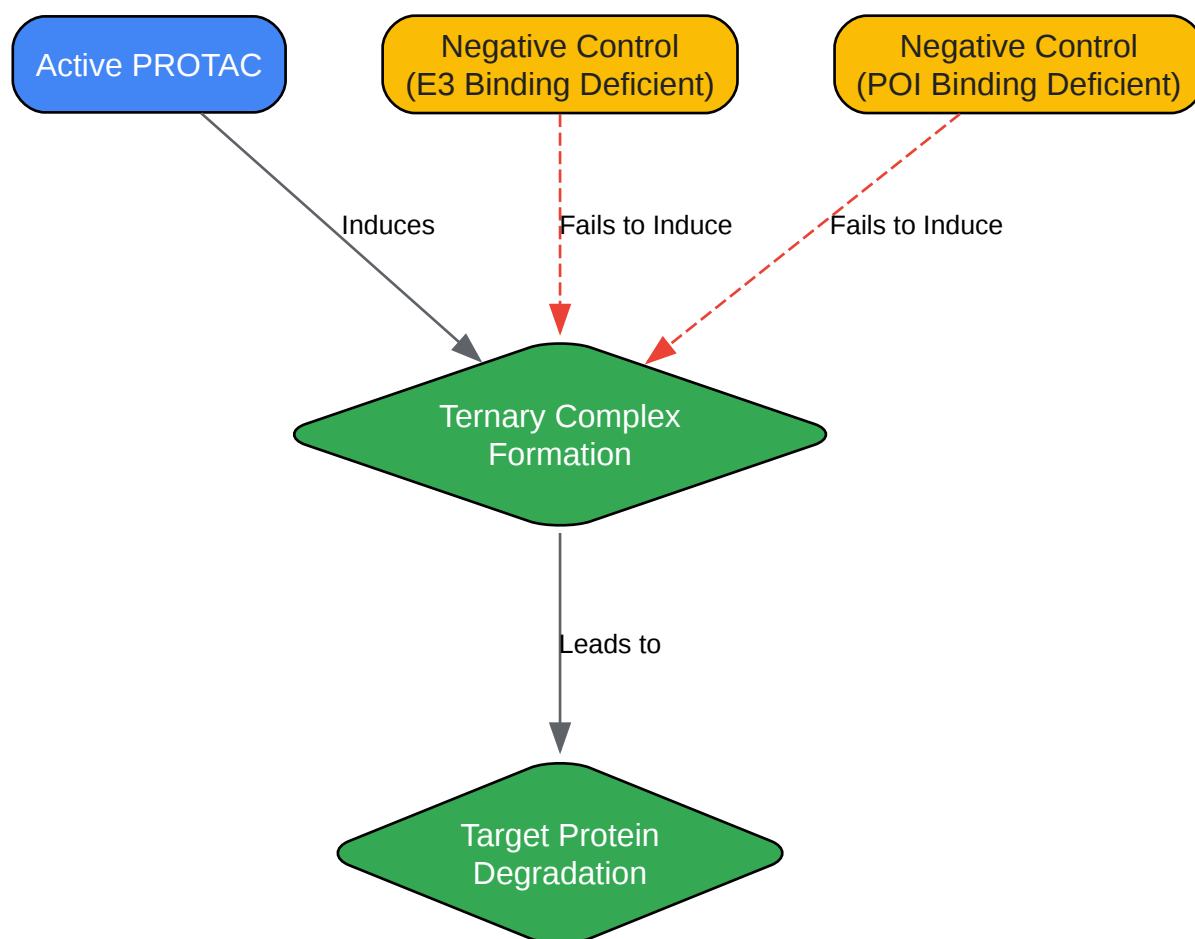 Active PROTAC
Negative Control
(E3 Binding Deficient)
Negative Control
(POI Binding Deficient)
Induces
Fails to Induce
Fails to Induce
Ternary Complex
Formation
Leads to
Target Protein
Degradation